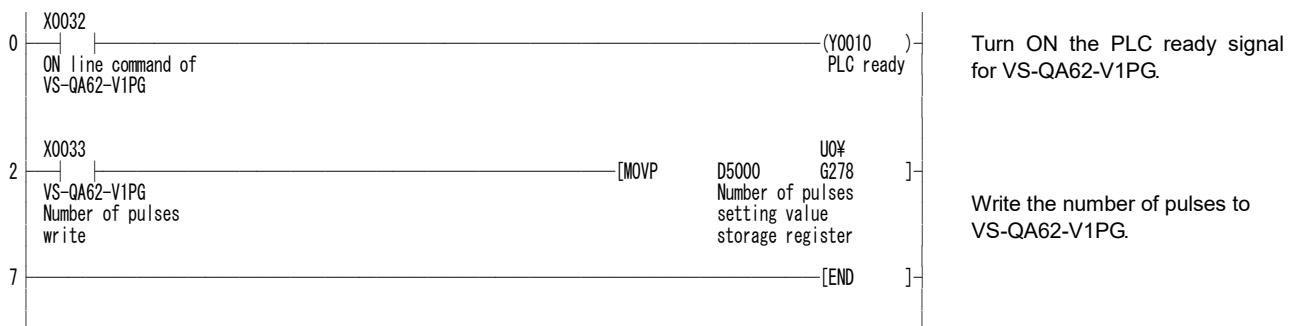 X0032
0 (Y0010 )
ON line command of PLC ready
VS-QA62-V1PG
Turn ON the PLC ready signal
for VS-QA62-V1PG.
X0033 U0¥
2 [MOVP D5000 G278 ]
VS-QA62-V1PG Number of pulses
Number of pulses setting value
write storage register
Write the number of pulses to
VS-QA62-V1PG.
7 [END ]